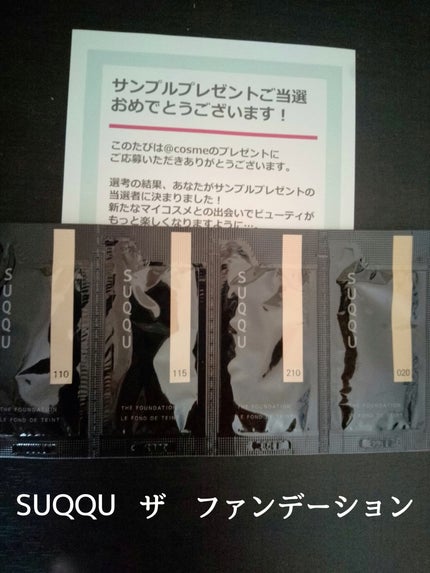 サンプルプレゼントご当選
おめでとうございます！
このたびは@cosmeのプレゼントに
ご応募いただきありがとうございます。
選考の結果、あなたがサンプルプレゼントの
当選者に決まりました！
新たなマイコスメとの出会いでビューティが
もっと楽しくなりますように…。
SUQQU
110
THE FOUNDATION
LE FOND DE TEINT
SUQQU
115
THE FOUNDATION
LE FOND DE TEINT
SUQQU
210
THE FOUNDATION
LE FOND DE TEINT
SUQQU
020
THE FOUNDATION
LE FOND DE TEINT
SUQQU ザ ファンデーション